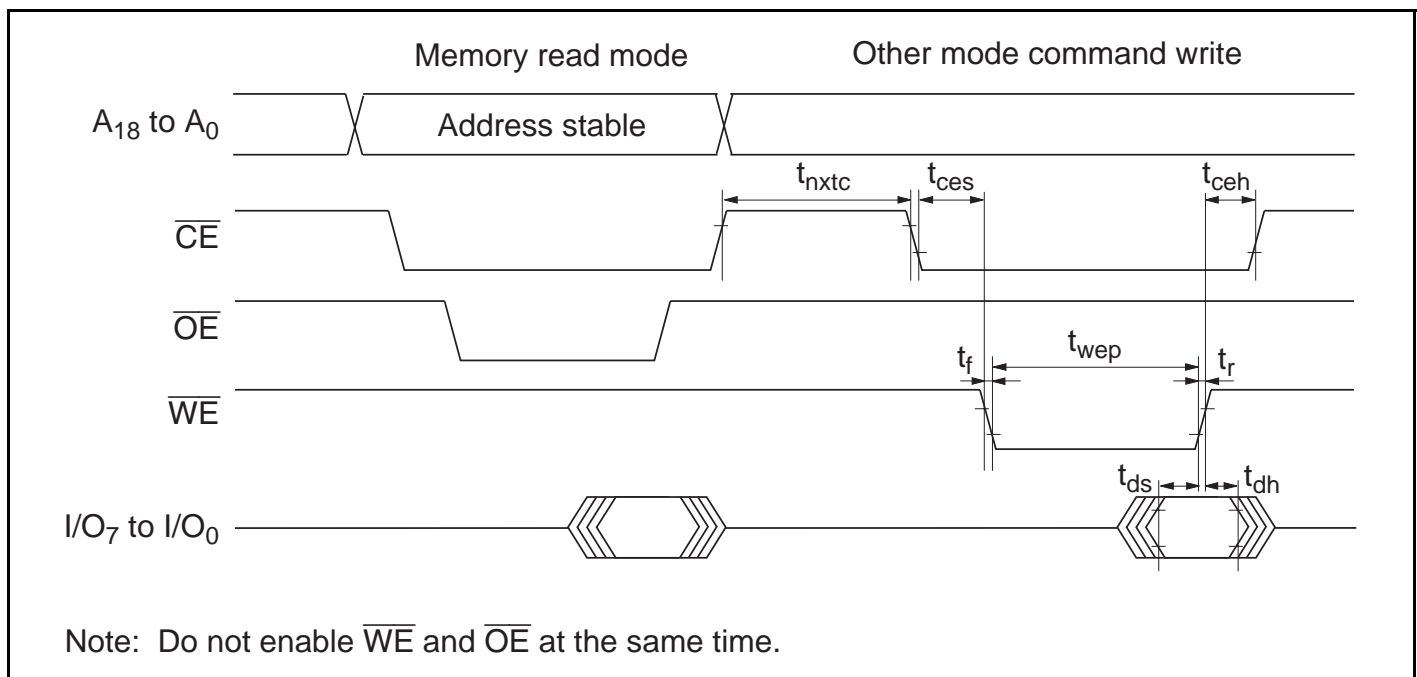 Memory read mode Other mode command write
A18 to A0 Address stable
tnxtc tces tceh
CE
OE
tf twep tr
WE
tds tdh
I/O7 to I/O0
Note: Do not enable WE and OE at the same time.